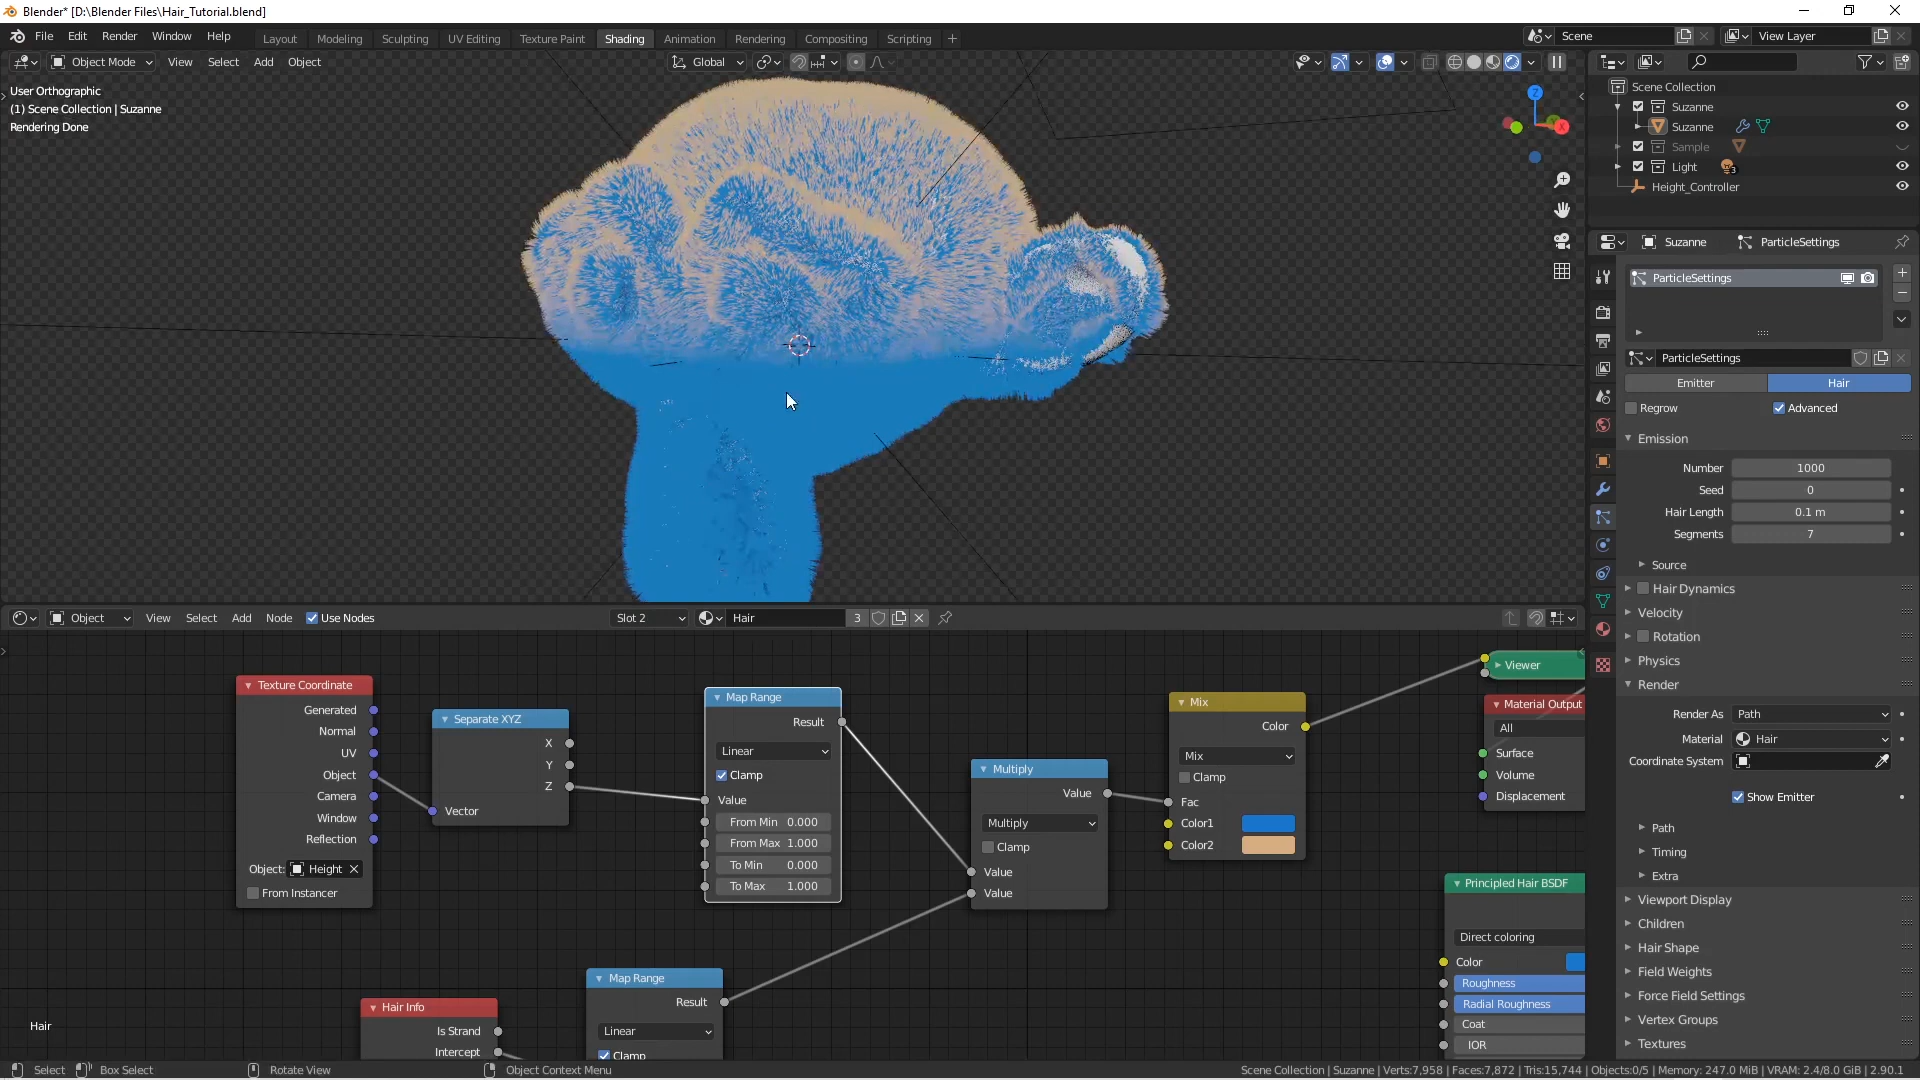 Blender* [D:\Blender Files\Hair_Tutorial.blend]
File Edit Render Window Help Layout Modeling Sculpting UV Editing Texture Paint Shading Animation Rendering Compositing Scripting + Scene View Layer
Object Mode View Select Add Object Global
User Orthographic
(1) Scene Collection | Suzanne
Rendering Done
Z
X
Scene Collection
Suzanne
Suzanne
Sample
Light 3
Height_Controller
Suzanne ParticleSettings
ParticleSettings
ParticleSettings
Emitter Hair
Regrow Advanced
Emission
Number 1000
Seed 0
Hair Length 0.1 m
Segments 7
Source
Hair Dynamics
Velocity
Rotation
Physics
Render
Render As Path
Material Hair
Coordinate System
Show Emitter
Path
Timing
Extra
Viewport Display
Children
Hair Shape
Field Weights
Force Field Settings
Vertex Groups
Textures
Object View Select Add Node Use Nodes Slot 2 Hair 3
Texture Coordinate
Generated
Normal
UV
Object
Camera
Window
Reflection
Object: Height
From Instancer
Separate XYZ
X
Y
Z
Vector
Map Range
Result
Linear
Clamp
Value
From Min 0.000
From Max 1.000
To Min 0.000
To Max 1.000
Multiply
Value
Multiply
Clamp
Value
Value
Mix
Color
Mix
Clamp
Fac
Color1
Color2
Viewer
Material Output
All
Surface
Volume
Displacement
Principled Hair BSDF
Direct coloring
Color
Roughness
Radial Roughness
Coat
IOR
Hair Info
Is Strand
Intercept
Map Range
Result
Linear
Clamp
Hair
Select Box Select Rotate View Object Context Menu Scene Collection | Suzanne | Verts:7,958 | Faces:7,872 | Tris:15,744 | Objects:0/5 | Memory: 247.0 MiB | VRAM: 2.4/8.0 GiB | 2.90.1